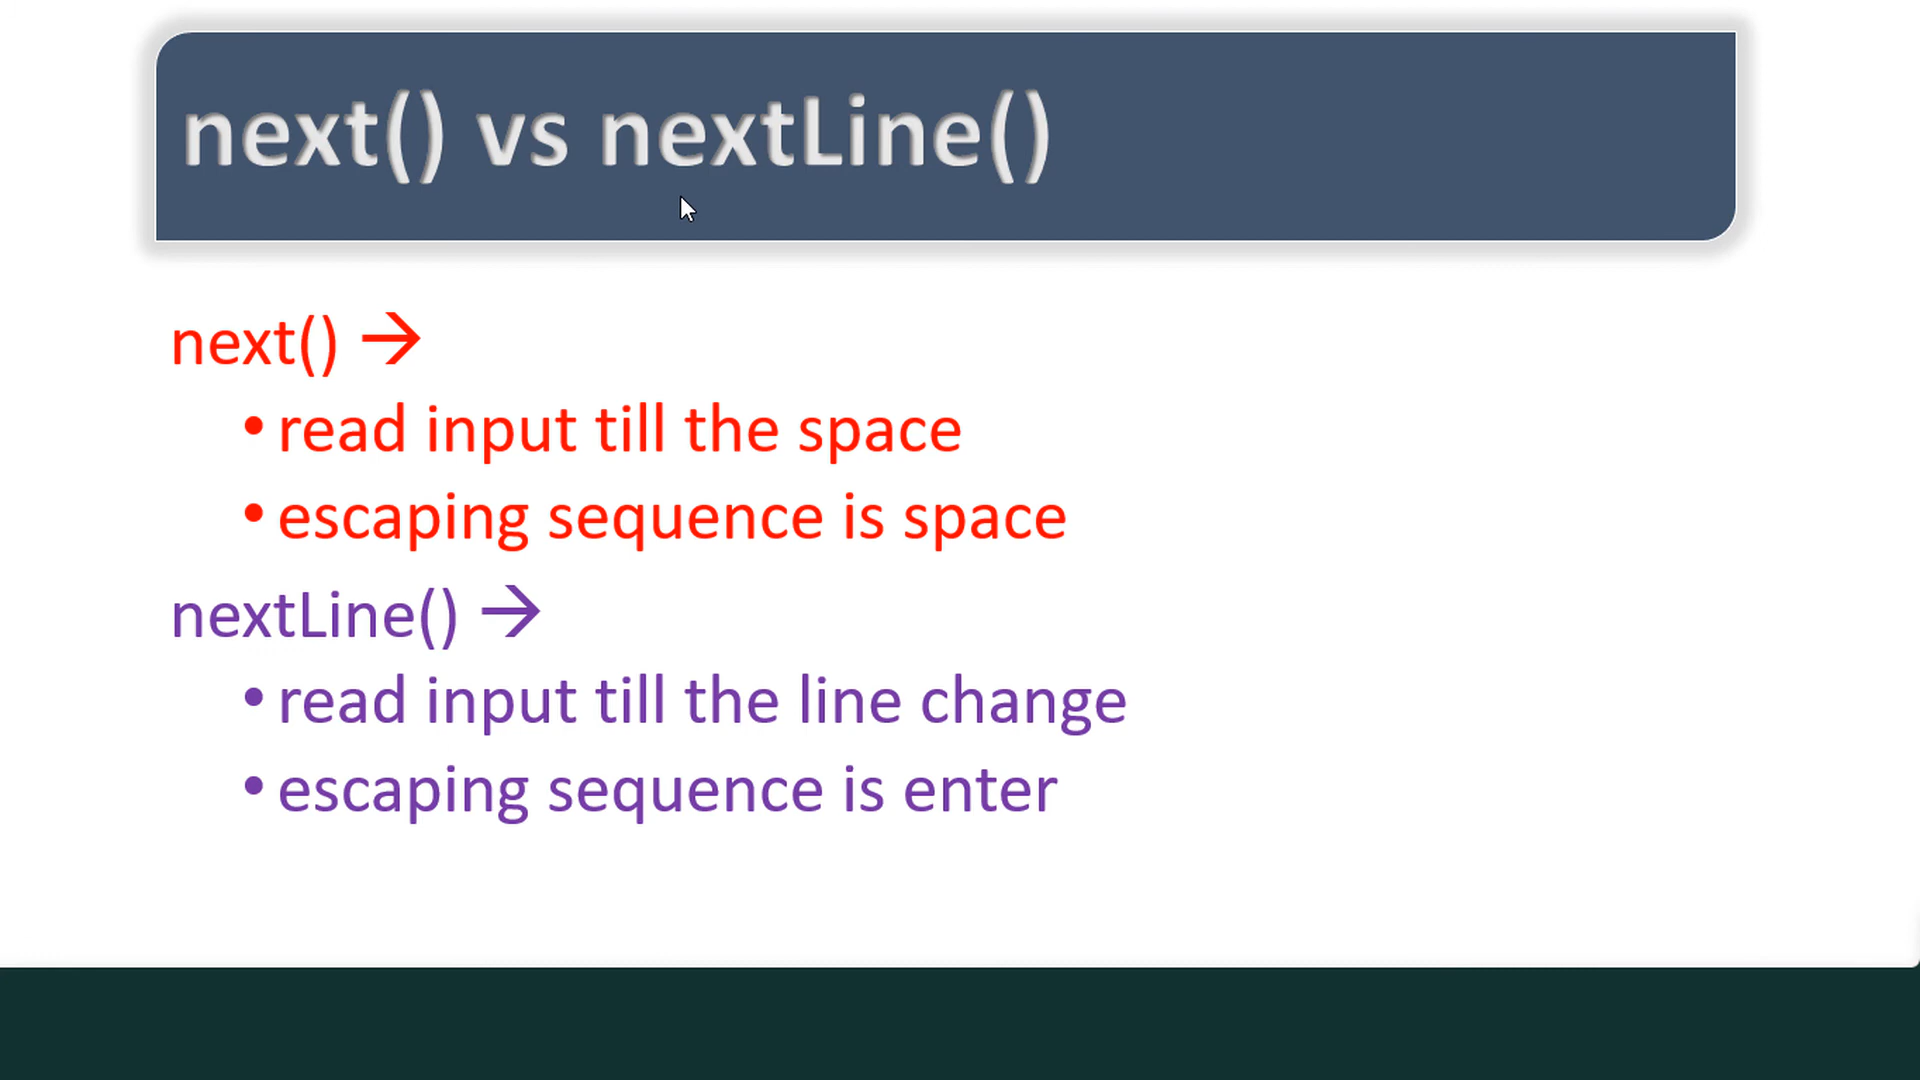 next() vs nextLine()
next() →
• read input till the space
• escaping sequence is space
nextLine() →
• read input till the line change
• escaping sequence is enter